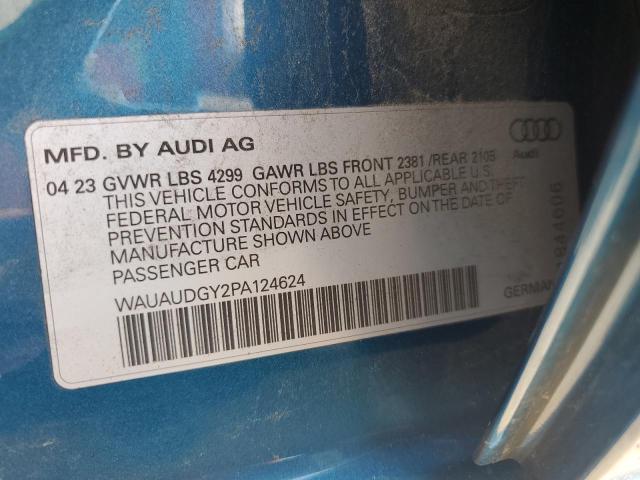 MFD. BY AUDI AG
04 23 GVWR LBS 4299 GAWR LBS FRONT 2381 /REAR 2105
THIS VEHICLE CONFORMS TO ALL APPLICABLE U.S.
FEDERAL MOTOR VEHICLE SAFETY, BUMPER AND THEFT
PREVENTION STANDARDS IN EFFECT ON THE DATE OF
MANUFACTURE SHOWN ABOVE
PASSENGER CAR
WAUAUDGY2PA124624
Audi
GERMAN